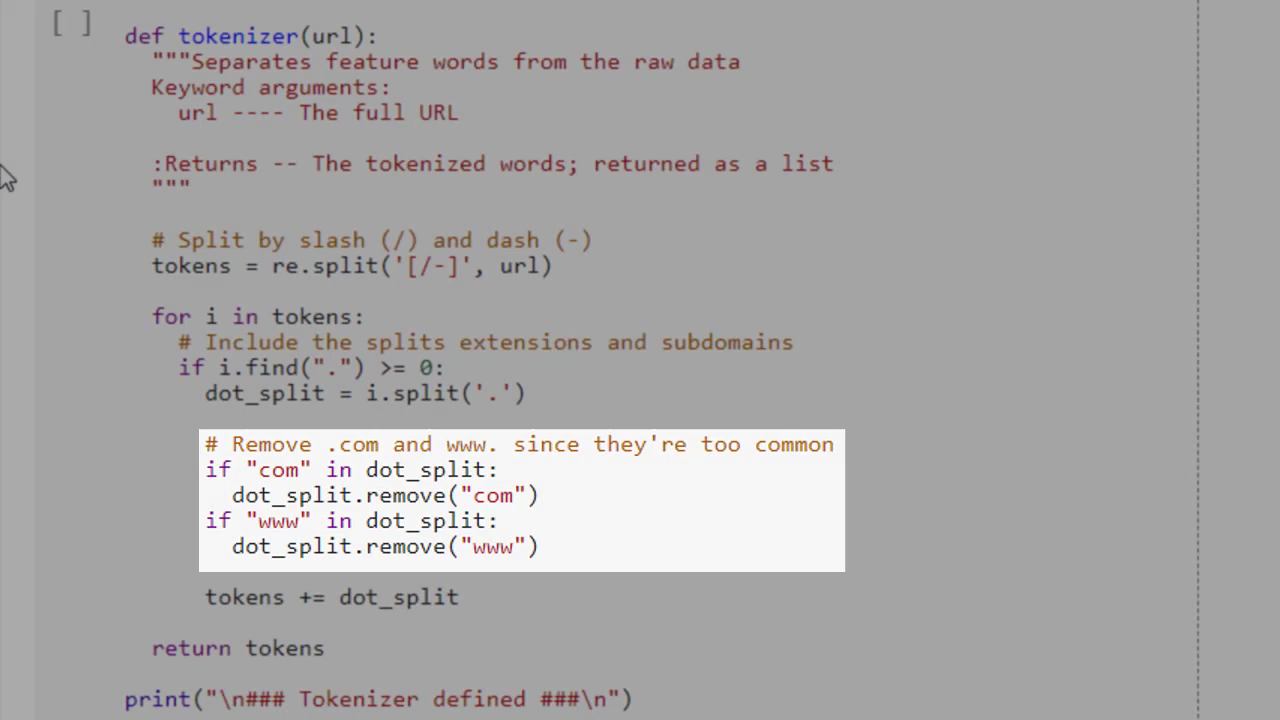 [ ]
def tokenizer(url):
"""Separates feature words from the raw data
Keyword arguments:
url ---- The full URL
:Returns -- The tokenized words; returned as a list
"""
# Split by slash (/) and dash (-)
tokens = re.split('[/-]', url)
for i in tokens:
# Include the splits extensions and subdomains
if i.find(".") >= 0:
dot_split = i.split('.')
# Remove .com and www. since they're too common
if "com" in dot_split:
dot_split.remove("com")
if "www" in dot_split:
dot_split.remove("www")
tokens += dot_split
return tokens
print("\n### Tokenizer defined ###\n")